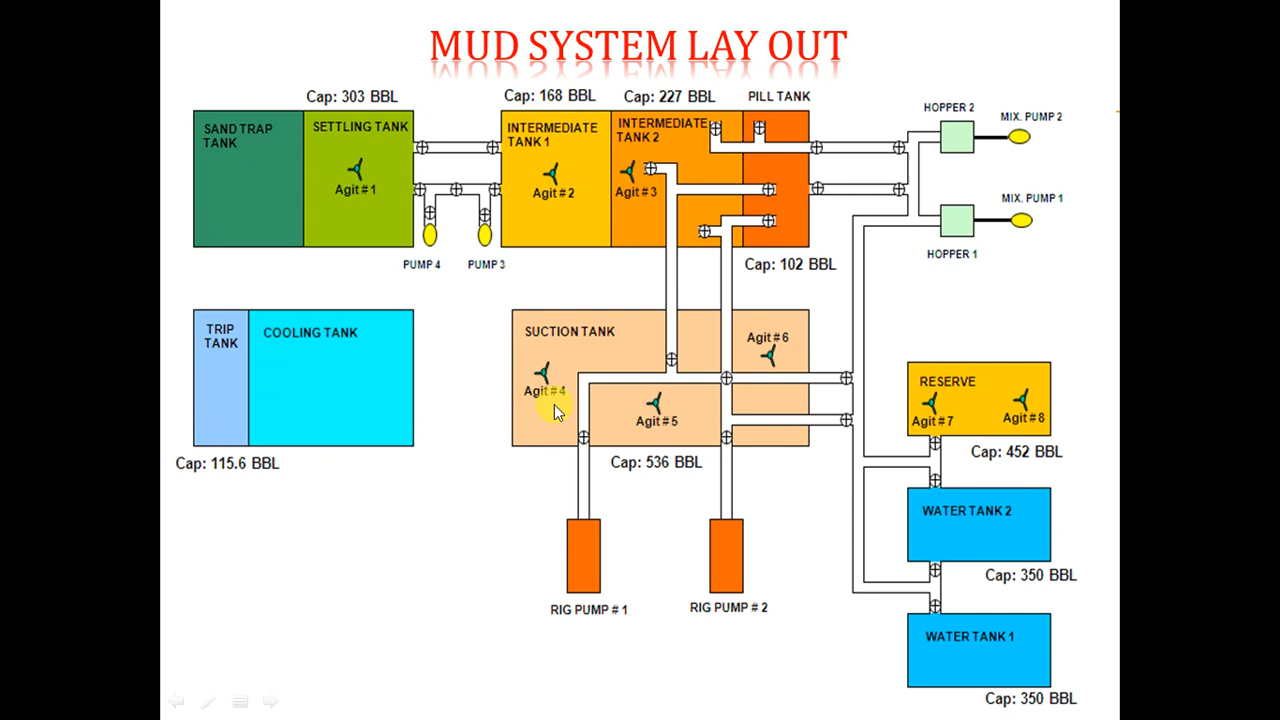 MUD SYSTEM LAY OUT
Cap: 303 BBL
Cap: 168 BBL
Cap: 227 BBL
PILL TANK
SAND TRAP
TANK
SETTLING TANK
Agit # 1
INTERMEDIATE
TANK 1
Agit # 2
INTERMEDIATE
TANK 2
Agit # 3
HOPPER 2
MIX. PUMP 2
MIX. PUMP 1
HOPPER 1
PUMP 4
PUMP 3
Cap: 102 BBL
TRIP
TANK
COOLING TANK
Cap: 115.6 BBL
SUCTION TANK
Agit # 4
Agit # 5
Agit # 6
Cap: 536 BBL
RESERVE
Agit # 7
Agit # 8
Cap: 452 BBL
WATER TANK 2
Cap: 350 BBL
RIG PUMP # 1
RIG PUMP # 2
WATER TANK 1
Cap: 350 BBL